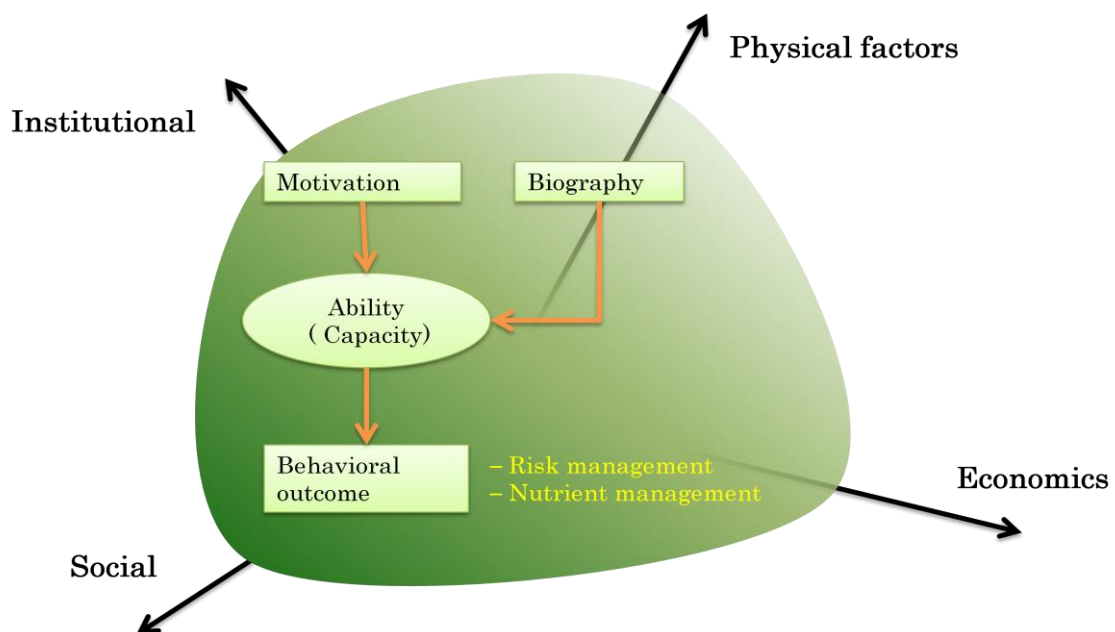 Physical factors
Institutional
Motivation
Biography
Ability
( Capacity)
Behavioral
outcome
– Risk management
– Nutrient management
Economics
Social